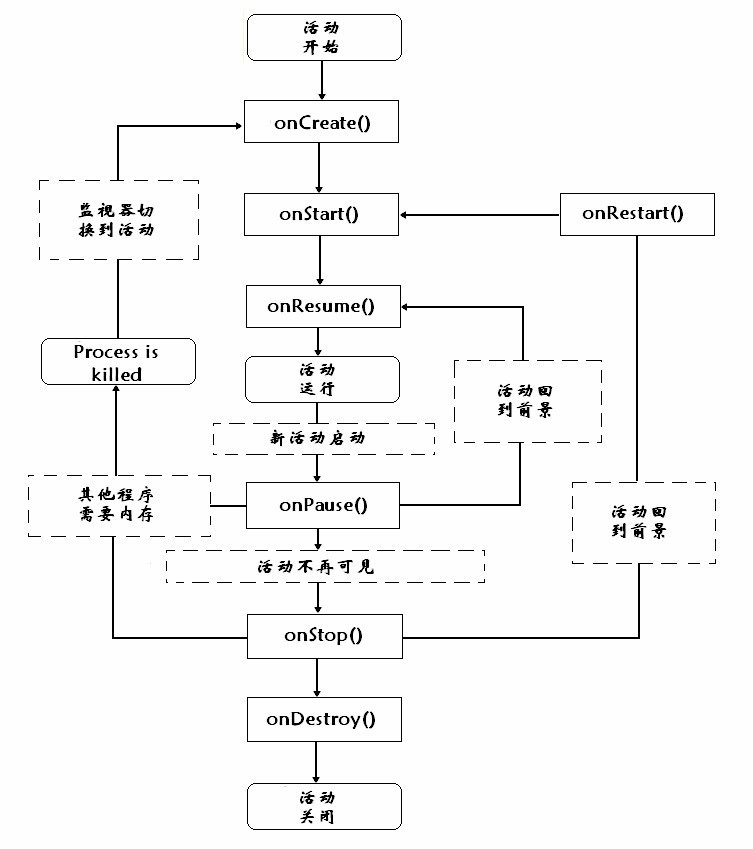 活动
开始
onCreate()
监视器切
换到活动
onStart()
onRestart()
onResume()
Process is
killed
活动
运行
活动回
到前景
新活动启动
其他程序
需要内存
onPause()
活动回
到前景
活动不再可见
onStop()
onDestroy()
活动
关闭